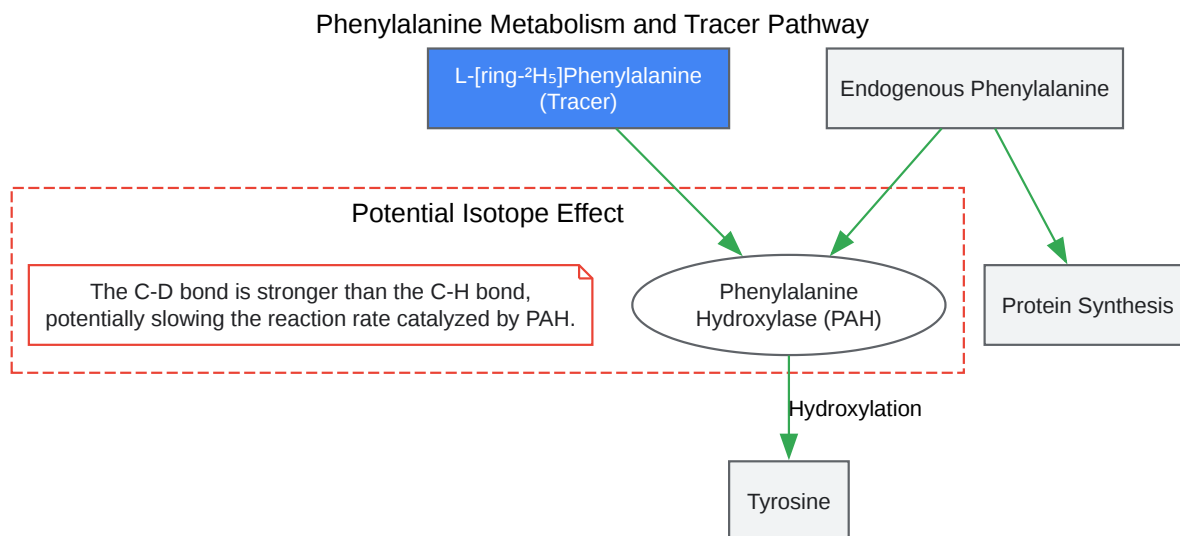 Phenylalanine Metabolism and Tracer Pathway
L-[ring-²H₅]Phenylalanine
(Tracer)
Endogenous Phenylalanine
Potential Isotope Effect
The C-D bond is stronger than the C-H bond,
potentially slowing the reaction rate catalyzed by PAH.
Phenylalanine
Hydroxylase (PAH)
Protein Synthesis
Hydroxylation
Tyrosine